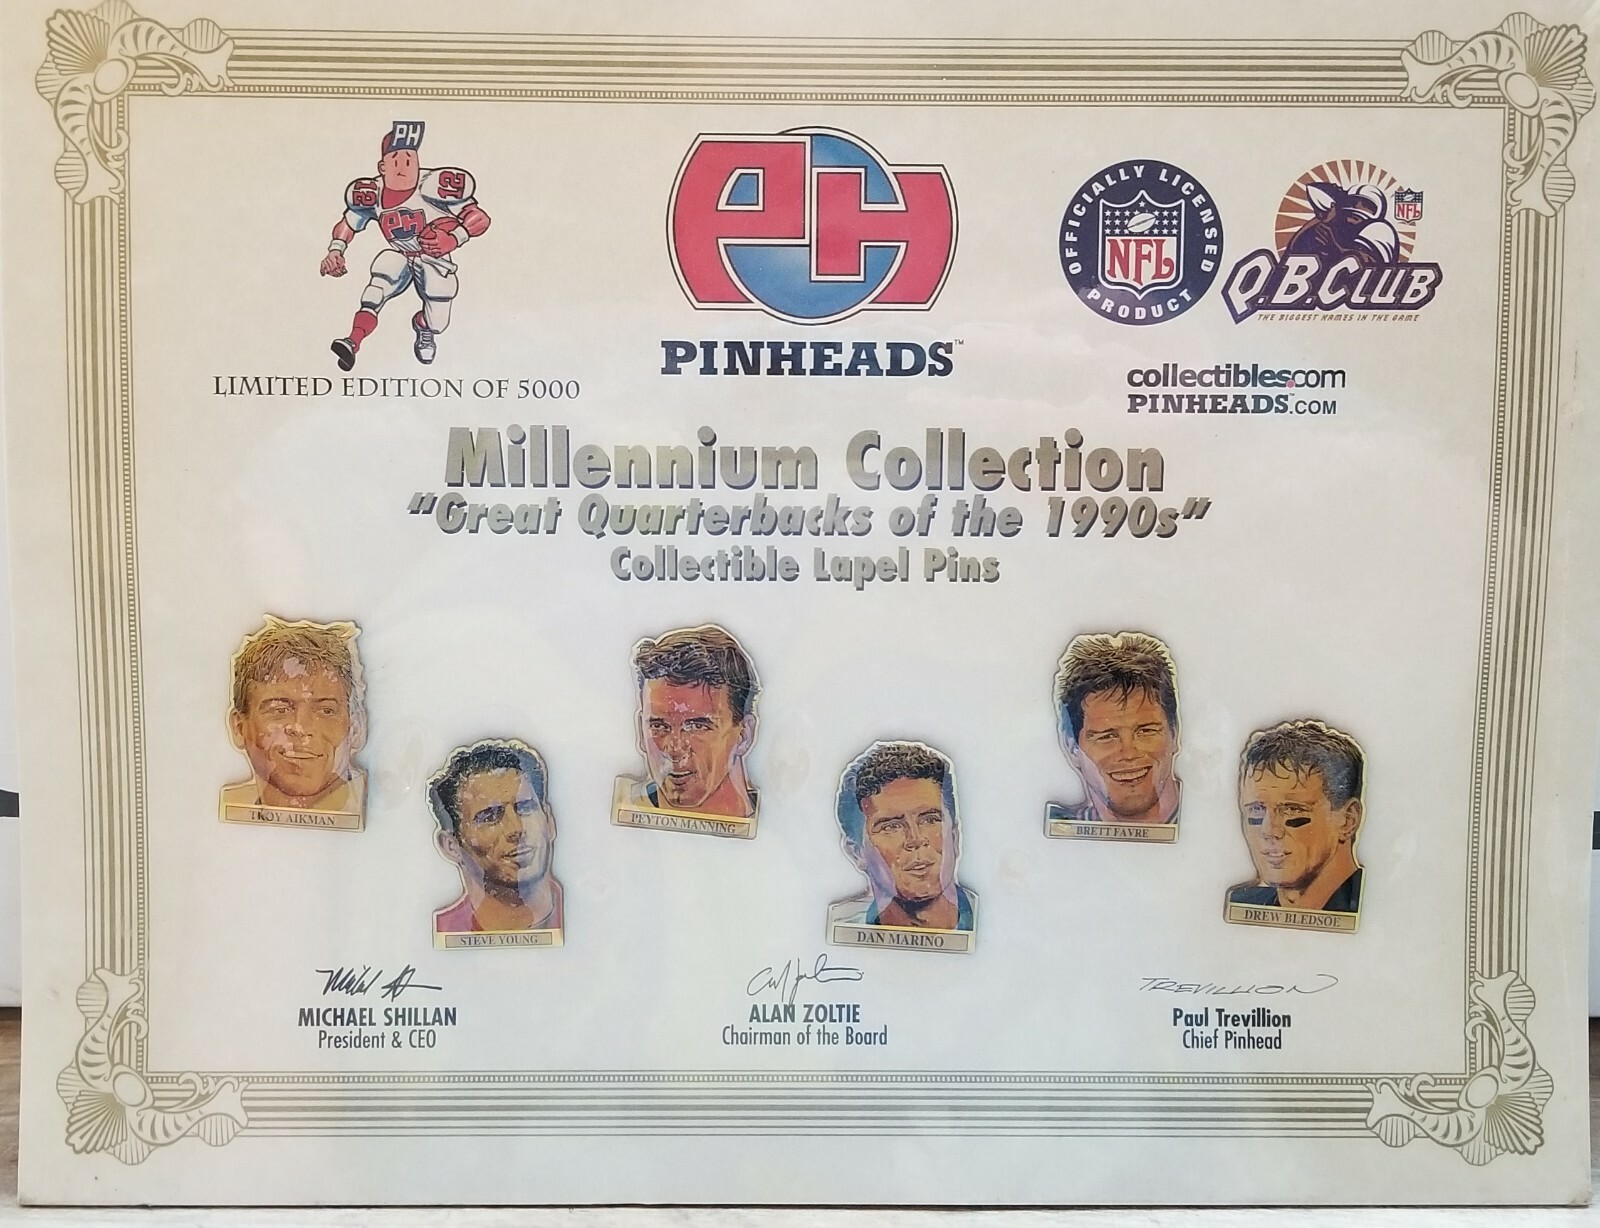 PH
12 12
PH
PH
PINHEADS™
OFFICIALLY LICENSED
NFL
PRODUCT
NFL
Q.B.CLUB
THE BIGGEST NAMES IN THE GAME
LIMITED EDITION OF 5000
collectibles.com
PINHEADS™.COM
Millennium Collection
"Great Quarterbacks of the 1990s"
Collectible Lapel Pins
TROY AIKMAN
PEYTON MANNING
BRETT FAVRE
STEVE YOUNG
DAN MARINO
DREW BLEDSOE
TREVILLION
MICHAEL SHILLAN
President & CEO
ALAN ZOLTIE
Chairman of the Board
Paul Trevillion
Chief Pinhead